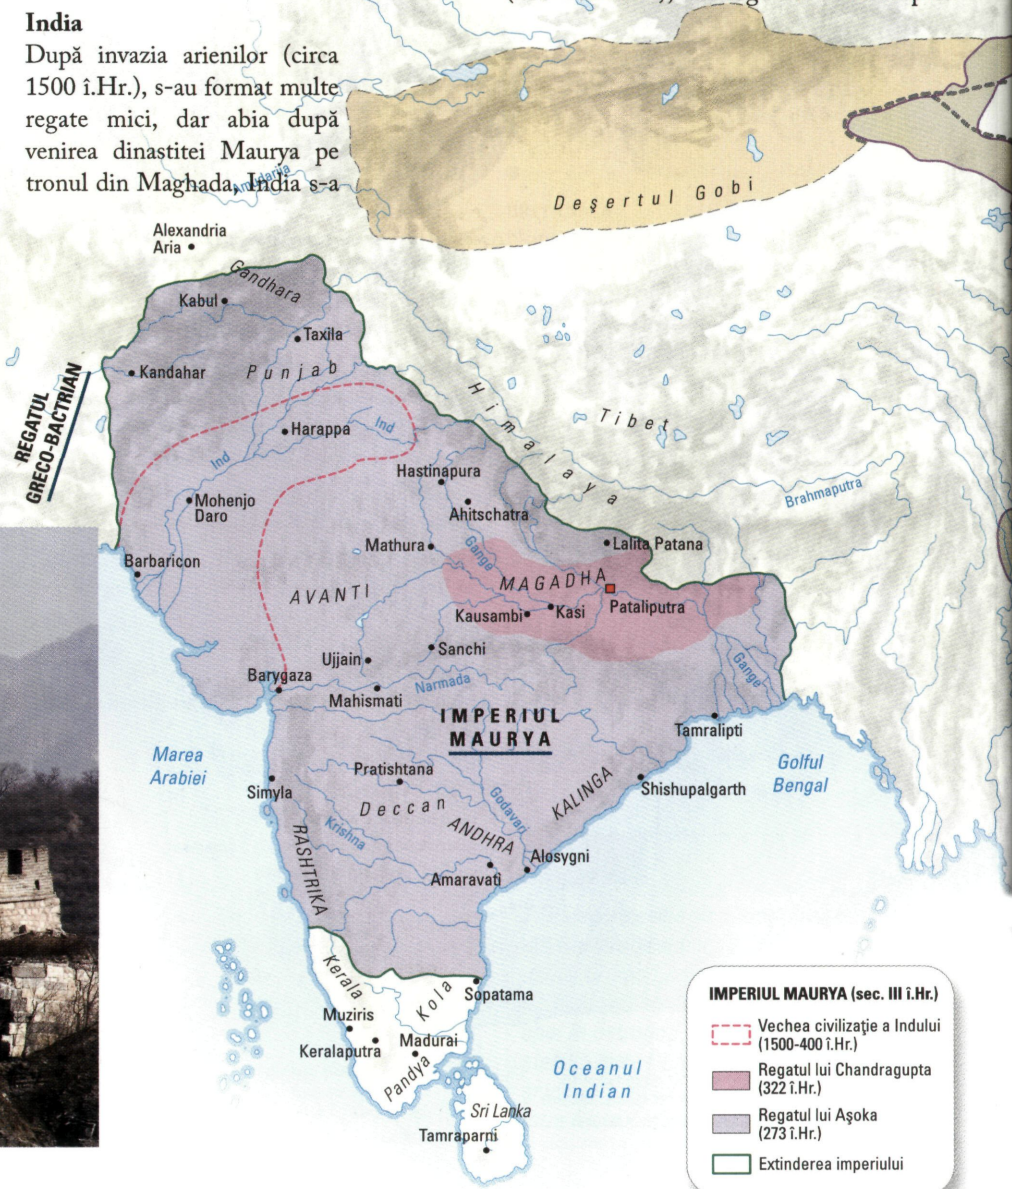 India
După invazia arienilor (circa
1500 î.Hr.), s-au format multe
regate mici, dar abia după
venirea dinastitei Maurya pe
tronul din Maghada, India s-a
Amudarija
Deşertul Gobi
Alexandria
Aria
Gandhara
Kabul
Taxila
Kandahar
Punjab
REGATUL
GRECO-BACTRIAN
Himalaya
Tibet
Harappa
Ind
Ind
Hastinapura
Mohenjo
Daro
Ahitschatra
Brahmaputra
Mathura
Gange
Lalita Patana
Barbaricon
AVANTI
MAGADHA
Kausambi
Kasi
Pataliputra
Ujjain
Sanchi
Barygaza
Mahismati
Narmada
Gange
IMPERIUL
MAURYA
Tamralipti
Marea
Arabiei
Golful
Bengal
Pratishtana
Simyla
Deccan
Godavari
KALINGA
Shishupalgarth
Krishna
ANDHRA
RASHTRIKA
Alosygni
Amaravati
Kerala
Kola
Sopatama
Muziris
Keralaputra
Madurai
Pandya
Oceanul
Indian
Sri Lanka
Tamraparni
IMPERIUL MAURYA (sec. III î.Hr.)
Vechea civilizaţie a Indului
(1500-400 î.Hr.)
Regatul lui Chandragupta
(322 î.Hr.)
Regatul lui Aşoka
(273 î.Hr.)
Extinderea imperiului